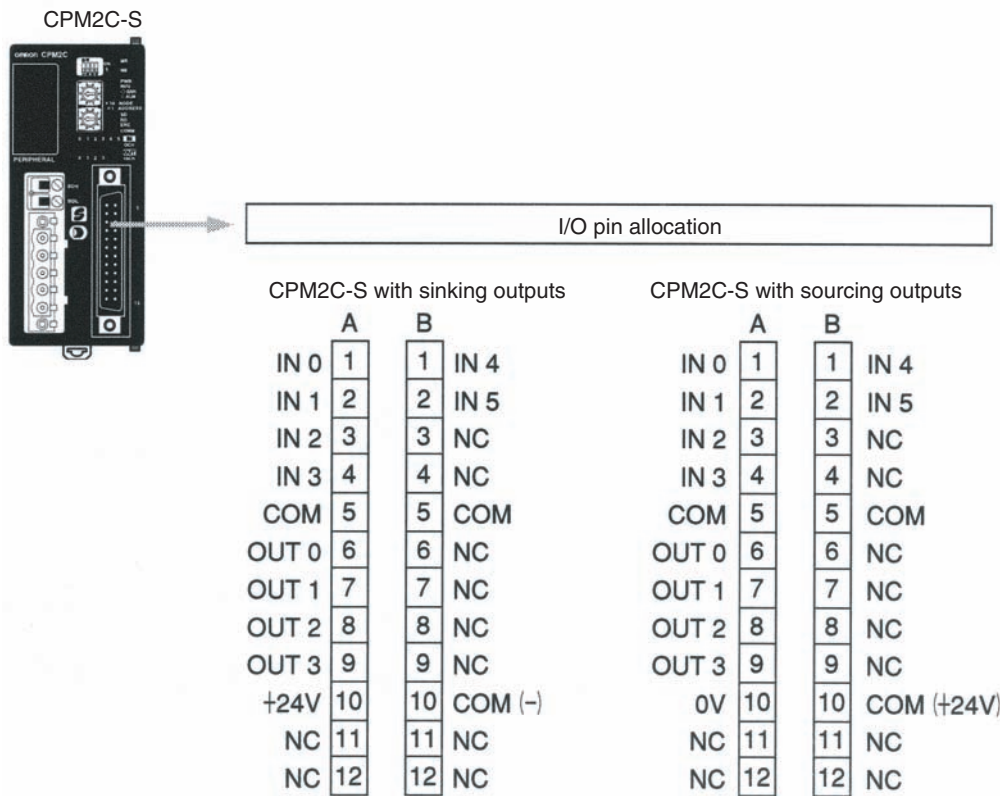 CPM2C-S
omron CPM2C
PERIPHERAL
I/O pin allocation
CPM2C-S with sinking outputs
A B
IN 0 1 1 IN 4
IN 1 2 2 IN 5
IN 2 3 3 NC
IN 3 4 4 NC
COM 5 5 COM
OUT 0 6 6 NC
OUT 1 7 7 NC
OUT 2 8 8 NC
OUT 3 9 9 NC
+24V 10 10 COM (-)
NC 11 11 NC
NC 12 12 NC
CPM2C-S with sourcing outputs
A B
IN 0 1 1 IN 4
IN 1 2 2 IN 5
IN 2 3 3 NC
IN 3 4 4 NC
COM 5 5 COM
OUT 0 6 6 NC
OUT 1 7 7 NC
OUT 2 8 8 NC
OUT 3 9 9 NC
0V 10 10 COM (+24V)
NC 11 11 NC
NC 12 12 NC